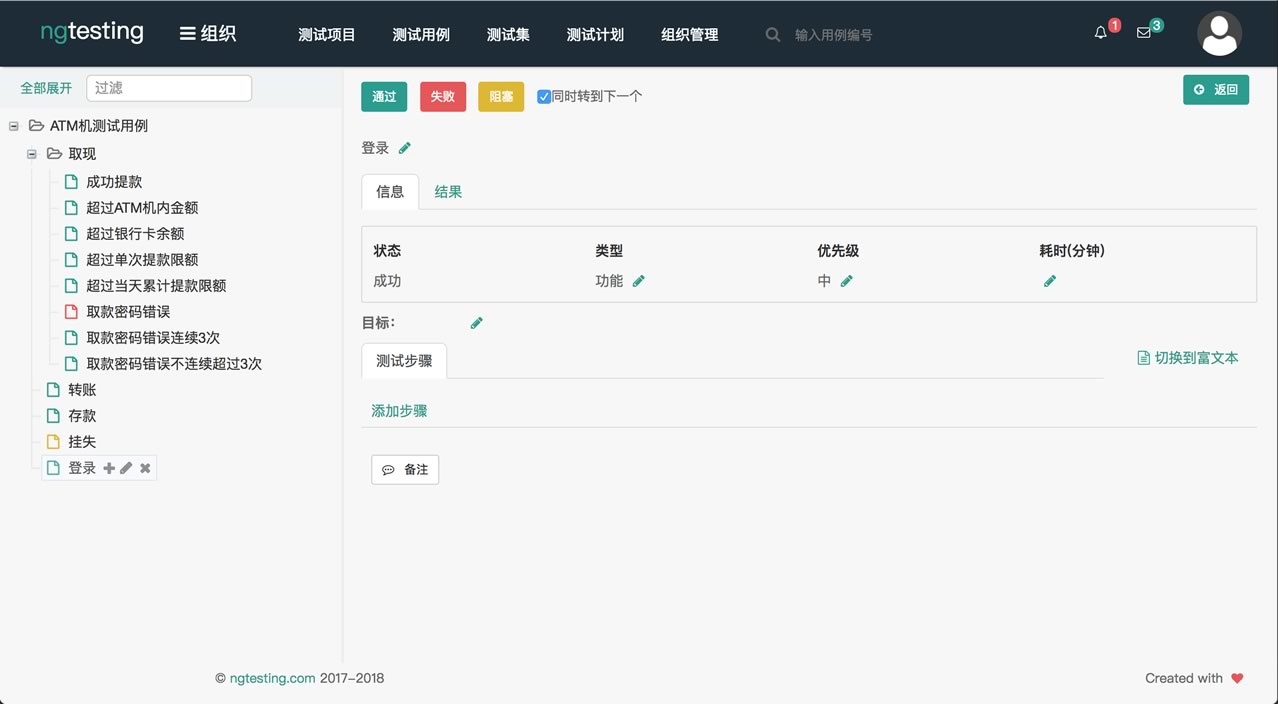 ngtesting 组织 测试项目 测试用例 测试集 测试计划 组织管理 输入用例编号 1 3
全部展开 过滤
ATM机测试用例
取现
成功提款
超过ATM机内金额
超过银行卡余额
超过单次提款限额
超过当天累计提款限额
取款密码错误
取款密码错误连续3次
取款密码错误不连续超过3次
转账
存款
挂失
登录
通过 失败 阻塞 同时转到下一个 返回
登录
信息 结果
状态 类型 优先级 耗时(分钟)
成功 功能 中
目标:
测试步骤 切换到富文本
添加步骤
备注
© ngtesting.com 2017-2018 Created with